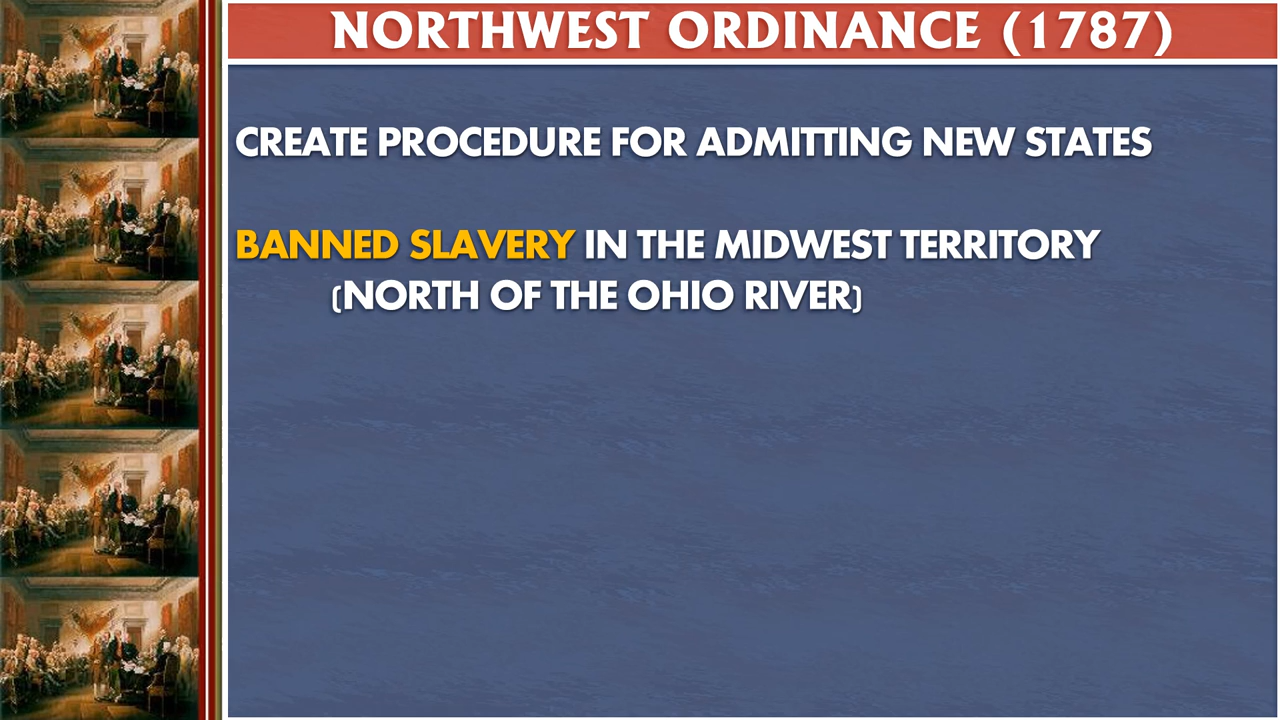 NORTHWEST ORDINANCE (1787)
CREATE PROCEDURE FOR ADMITTING NEW STATES
BANNED SLAVERY IN THE MIDWEST TERRITORY
(NORTH OF THE OHIO RIVER)